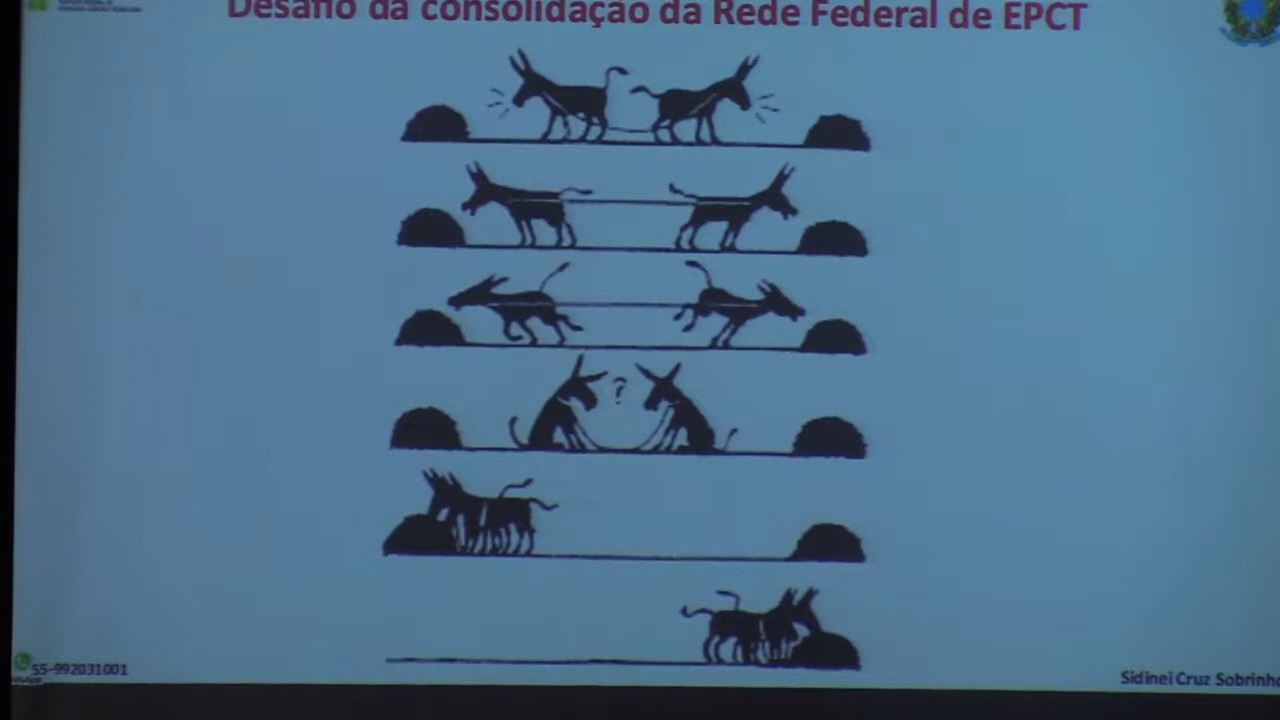 Desafio da consolidação da Rede Federal de EPCT
?
55-992031001
Sidinei Cruz Sobrinho